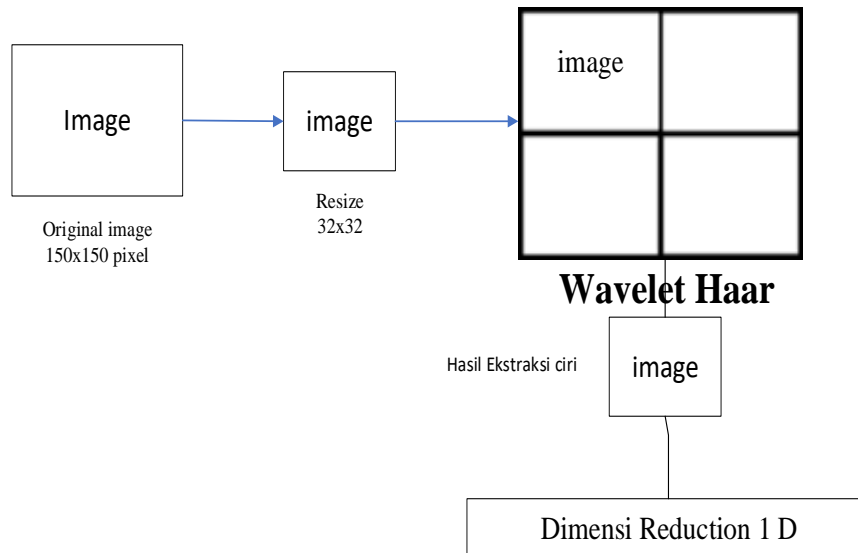 Image
Original image
150x150 pixel
image
Resize
32x32
image
Wavelet Haar
Hasil Ekstraksi ciri
image
Dimensi Reduction 1 D